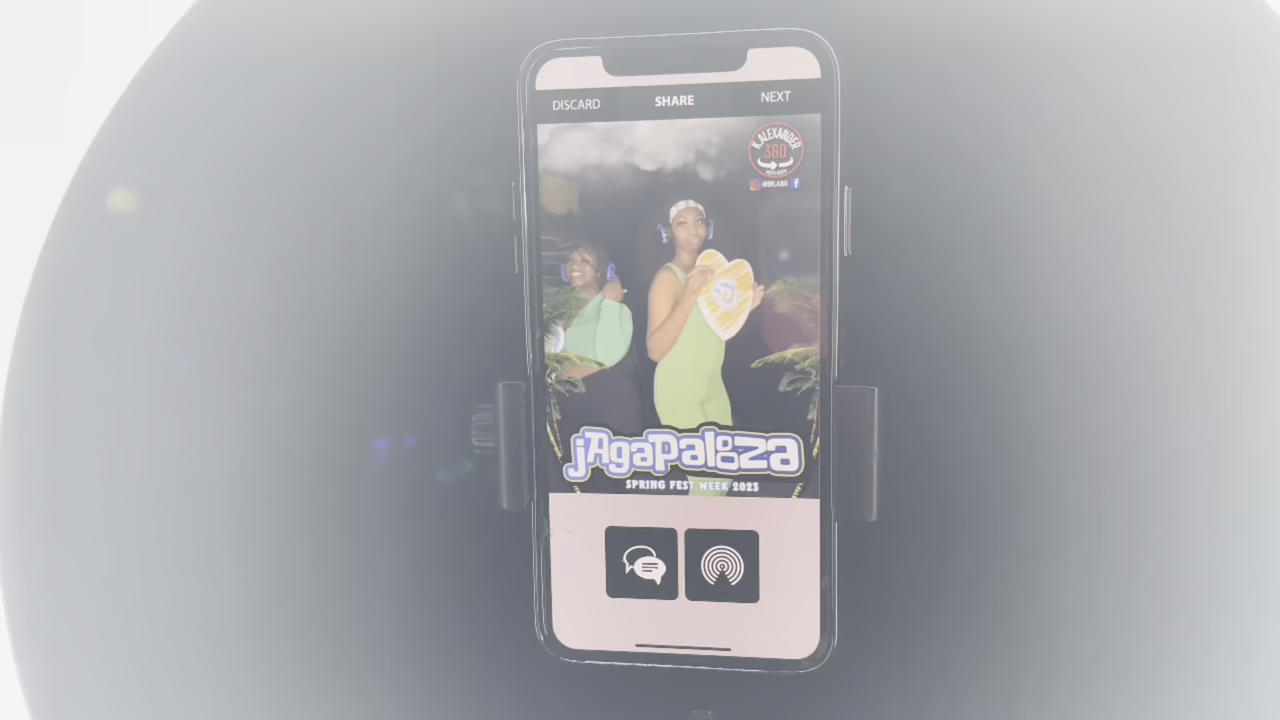 DISCARD SHARE NEXT
K.ALEXANDER
360
jAgapalooza
SPRING FEST WEEK 2023